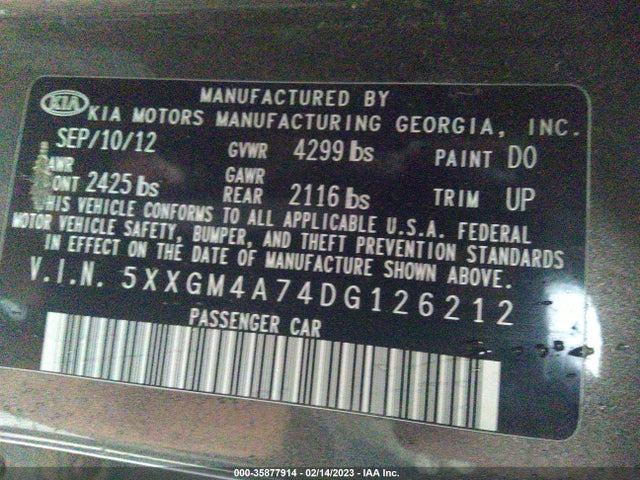 MANUFACTURED BY
KIA KIA MOTORS MANUFACTURING GEORGIA, INC.
SEP/10/12 GVWR 4299 lbs PAINT D0
GAWR
2425 lbs REAR 2116 lbs TRIM UP
THIS VEHICLE CONFORMS TO ALL APPLICABLE U.S.A. FEDERAL
MOTOR VEHICLE SAFETY, BUMPER, AND THEFT PREVENTION STANDARDS
IN EFFECT ON THE DATE OF MANUFACTURE SHOWN ABOVE.
V.I.N. 5XXGM4A74DG126212
PASSENGER CAR
000-35877914 - 02/14/2023 - IAA Inc.